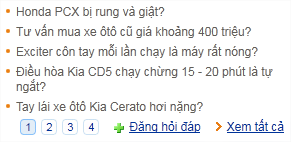 Honda PCX bị rung và giật?
Tư vấn mua xe ôtô cũ giá khoảng 400 triệu?
Exciter côn tay mỗi lần chạy là máy rất nóng?
Điều hòa Kia CD5 chạy chừng 15 - 20 phút là tự
ngắt?
Tay lái xe ôtô Kia Cerato hơi nặng?
1 2 3 4 Đăng hỏi đáp Xem tất cả